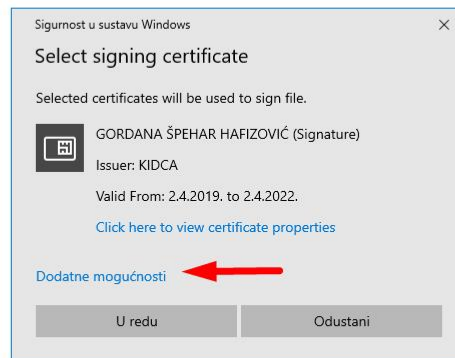 Sigurnost u sustavu Windows
Select signing certificate
Selected certificates will be used to sign file.
GORDANA ŠPEHAR HAFIZOVIĆ (Signature)
Issuer: KIDCA
Valid From: 2.4.2019. to 2.4.2022.
Click here to view certificate properties
Dodatne mogućnosti
U redu
Odustani